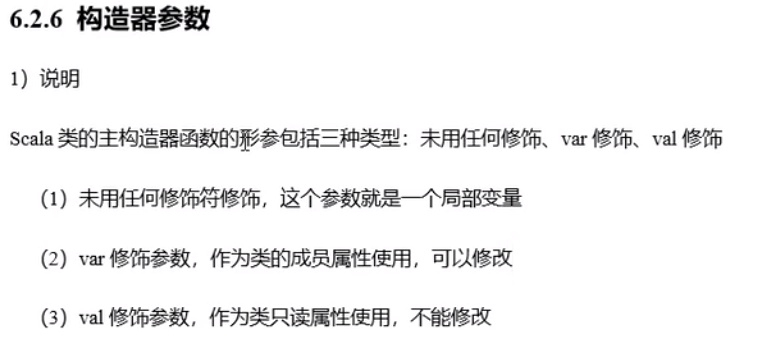 6.2.6 构造器参数
1）说明
Scala 类的主构造器函数的形参包括三种类型：未用任何修饰、var 修饰、val 修饰
（1）未用任何修饰符修饰，这个参数就是一个局部变量
（2）var 修饰参数，作为类的成员属性使用，可以修改
（3）val 修饰参数，作为类只读属性使用，不能修改